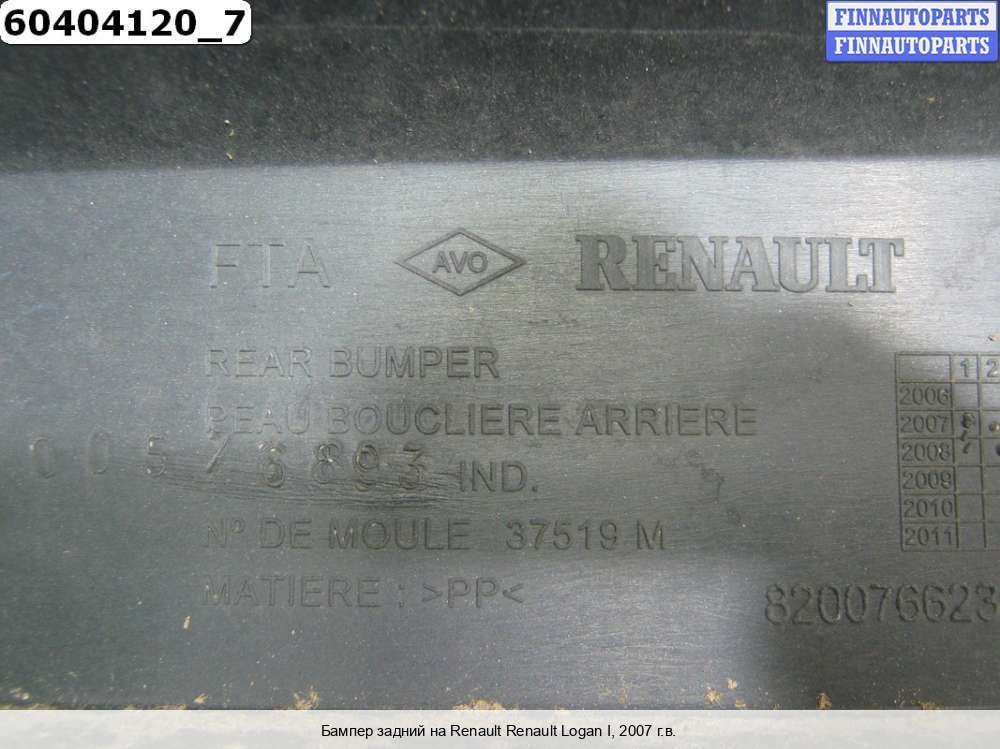 60404120_7
FINNAUTOPARTS
FINNAUTOPARTS
FTA AVO RENAULT
REAR BUMPER
PEAU BOUCLIERE ARRIERE
IND.
N° DE MOULE 37519 M
MATIERE : >PP<
1 2
2006
2007
2008
2009
2010
2011
820076623
Бампер задний на Renault Renault Logan I, 2007 г.в.